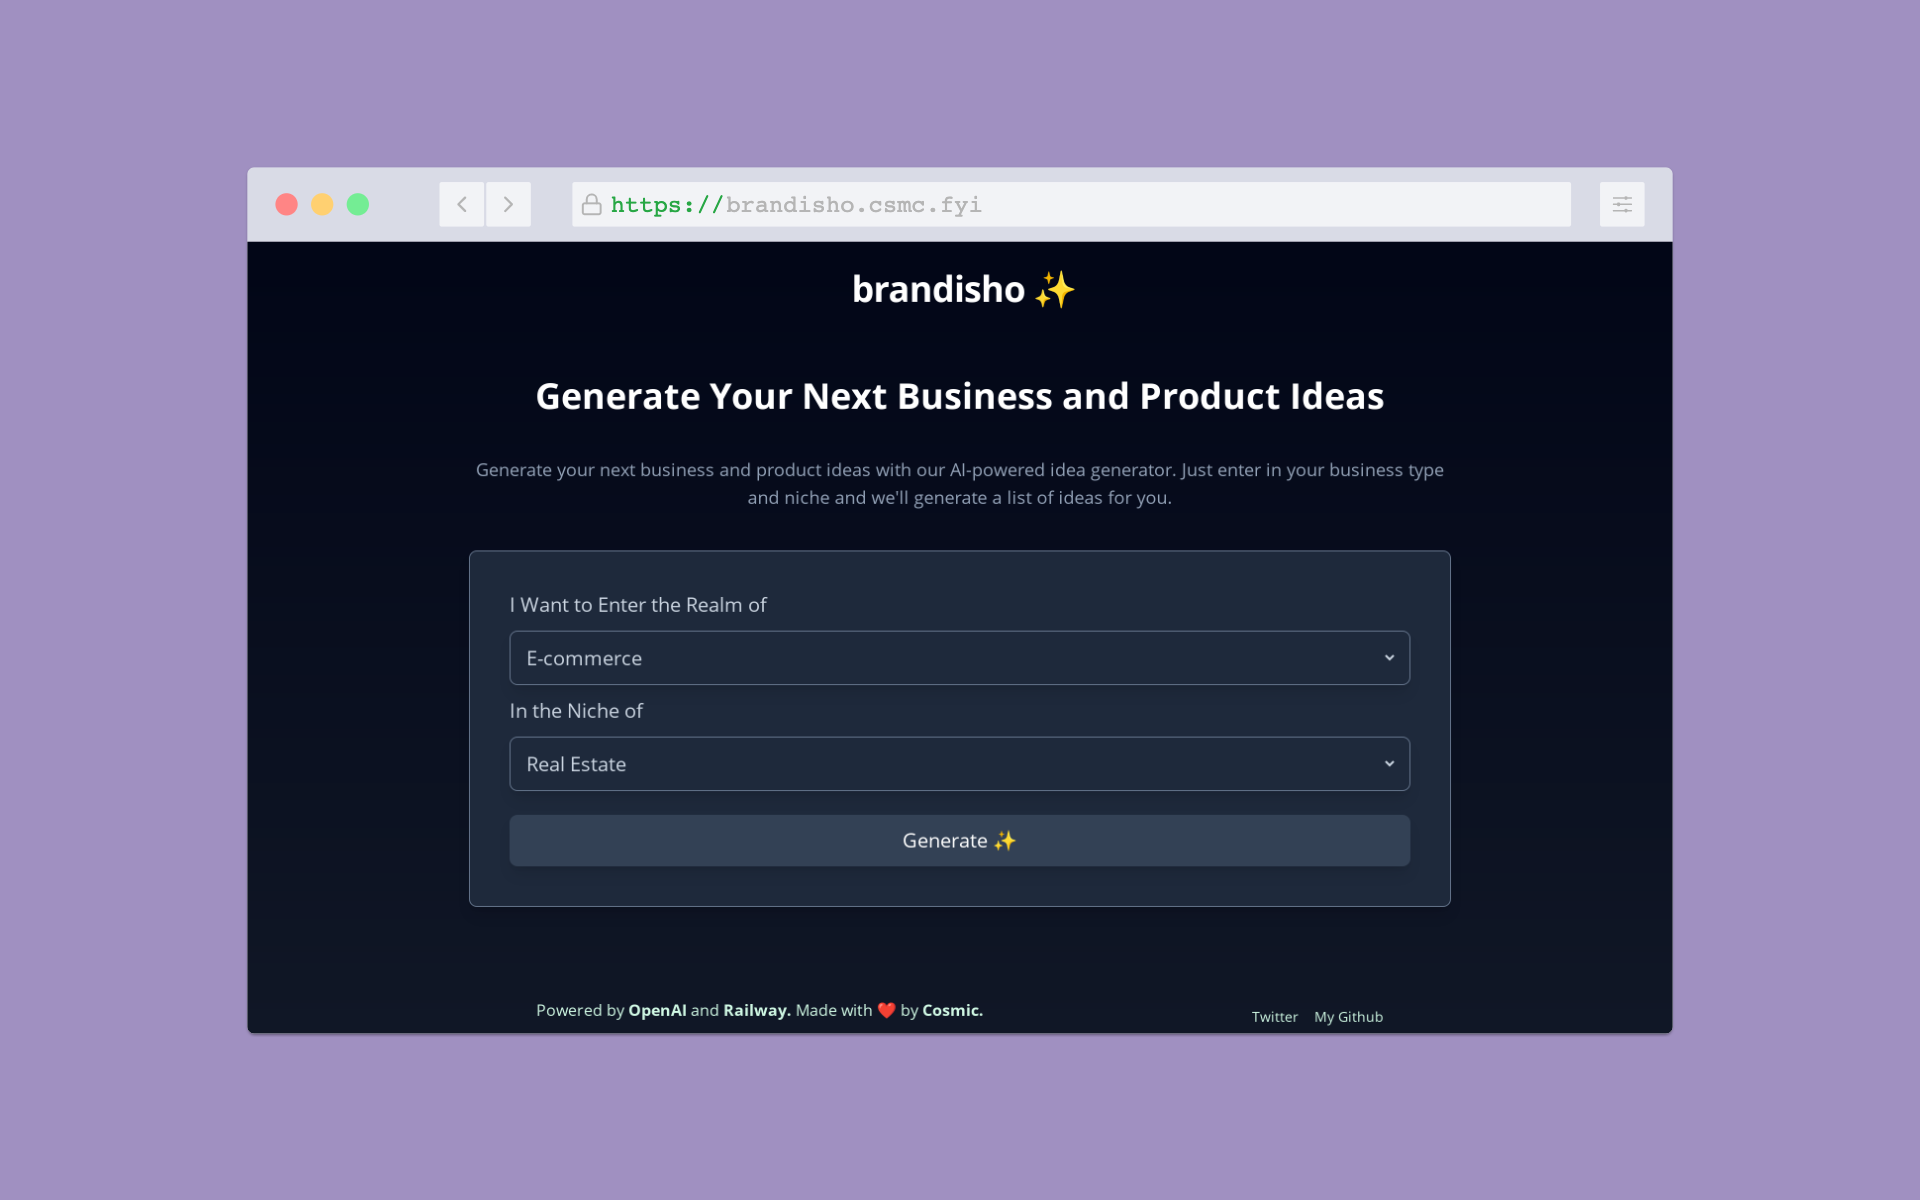 https://brandisho.csmc.fyi
brandisho ✨
Generate Your Next Business and Product Ideas
Generate your next business and product ideas with our AI-powered idea generator. Just enter in your business type
and niche and we'll generate a list of ideas for you.
I Want to Enter the Realm of
E-commerce
In the Niche of
Real Estate
Generate ✨
Powered by OpenAI and Railway. Made with ❤️ by Cosmic.
Twitter My Github